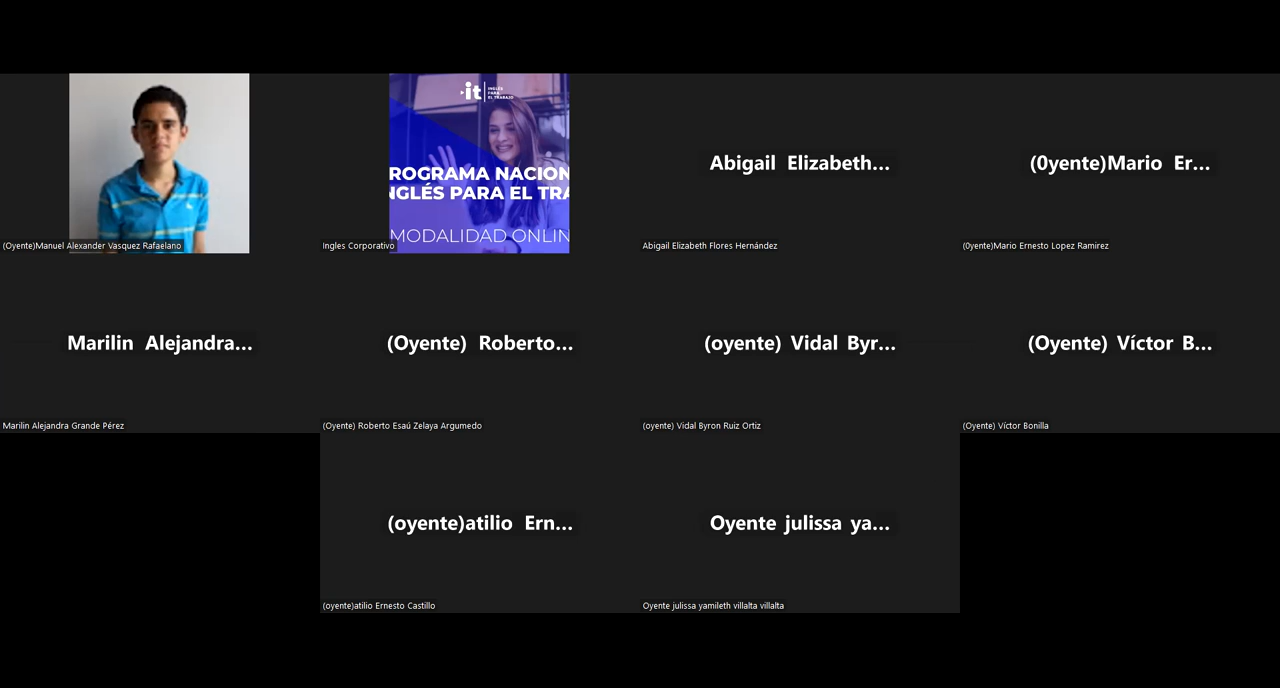 it INGLÉS
PARA
EL TRABAJO
ROGRAMA NACION
NGLÉS PARA EL TRA
MODALIDAD ONLIN
Abigail Elizabeth...
(0yente)Mario Er...
(Oyente)Manuel Alexander Vasquez Rafaelano
Ingles Corporativo
Abigail Elizabeth Flores Hernández
(0yente)Mario Ernesto Lopez Ramirez
Marilin Alejandra...
(Oyente) Roberto...
(oyente) Vidal Byr...
(Oyente) Víctor B...
Marilin Alejandra Grande Pérez
(Oyente) Roberto Esaú Zelaya Argumedo
(oyente) Vidal Byron Ruiz Ortiz
(Oyente) Víctor Bonilla
(oyente)atilio Ern...
Oyente julissa ya...
(oyente)atilio Ernesto Castillo
Oyente julissa yamileth villalta villalta